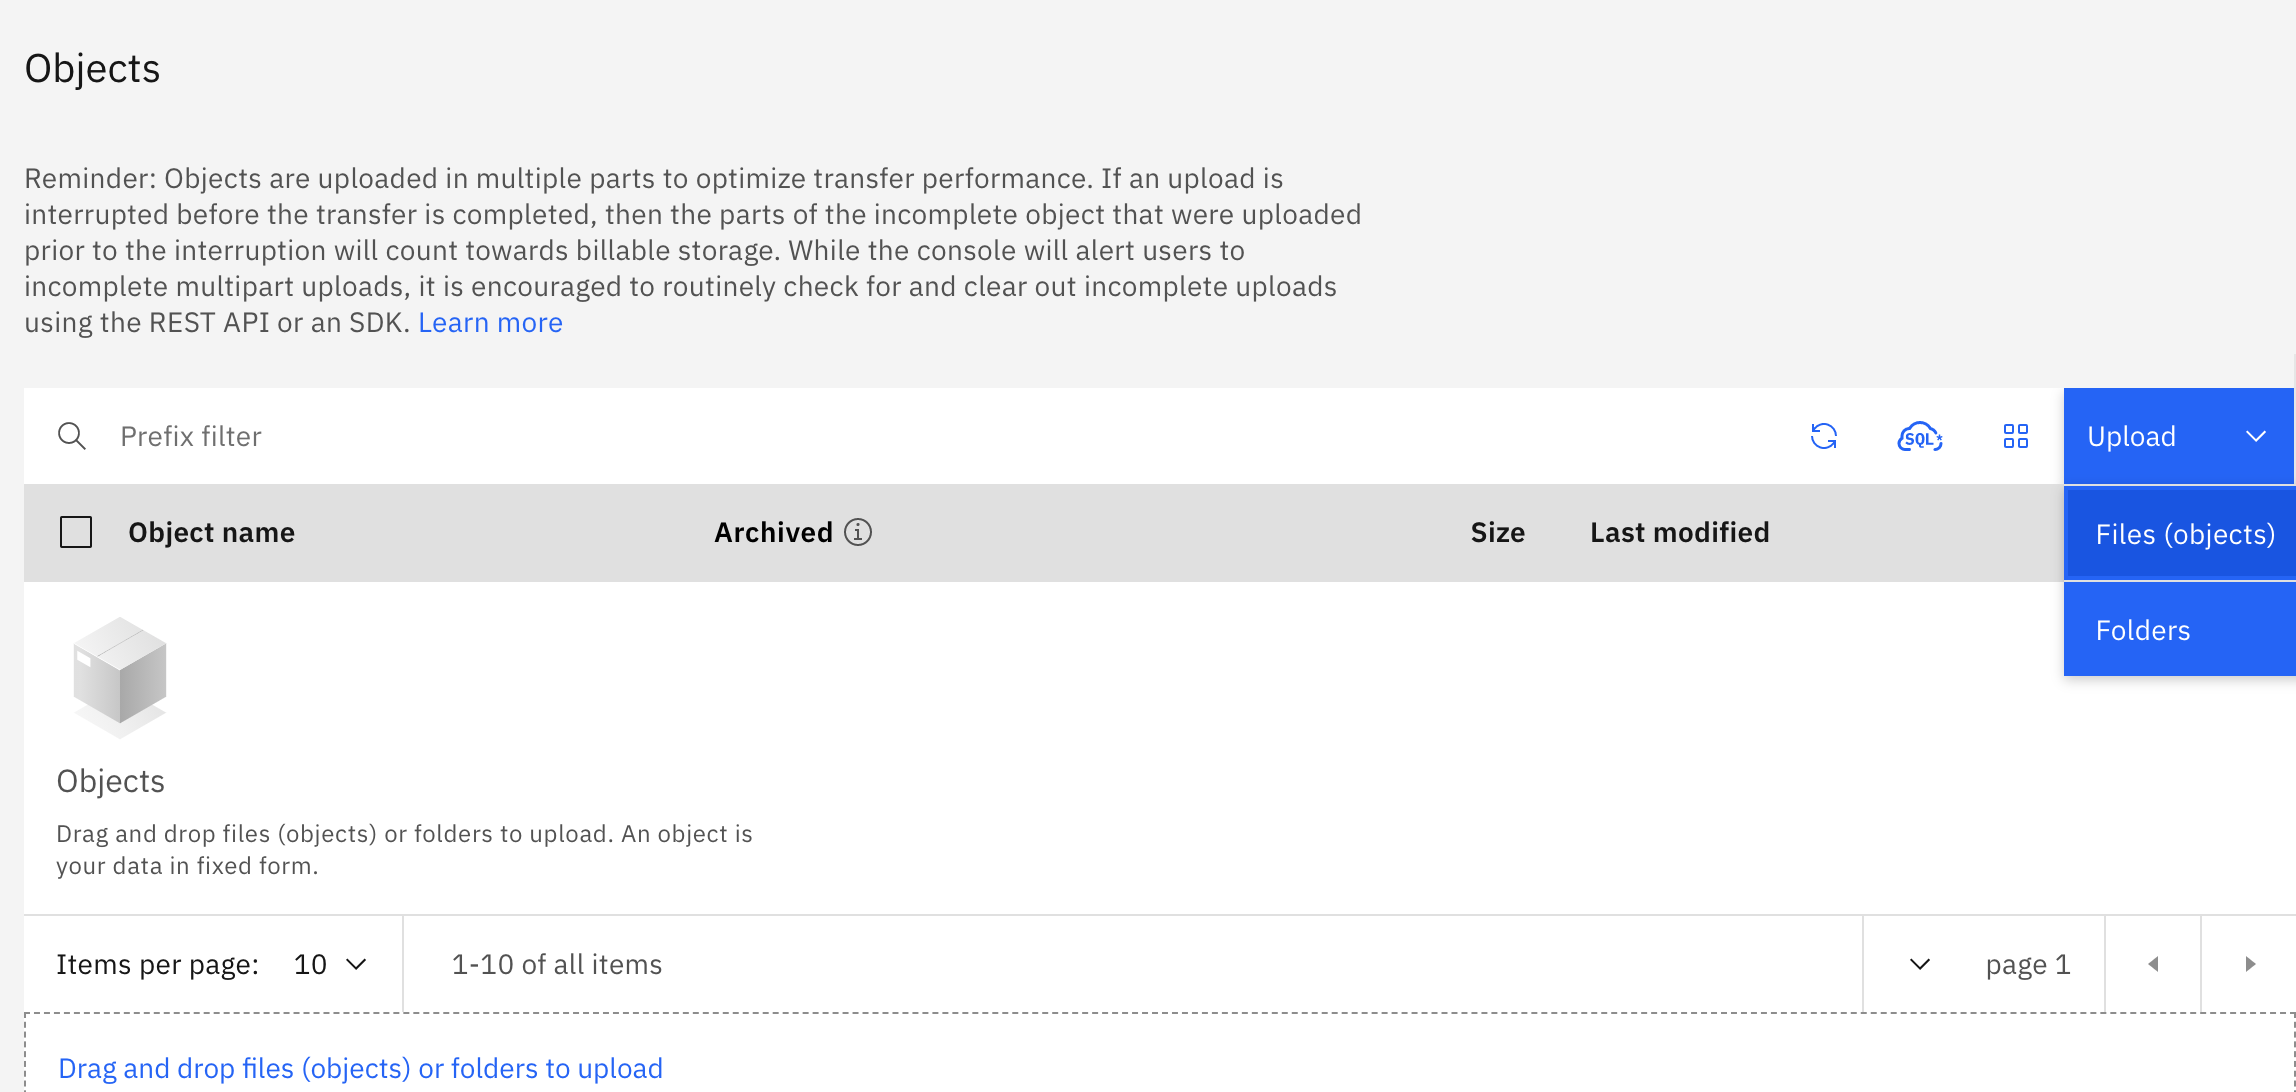 Objects
Reminder: Objects are uploaded in multiple parts to optimize transfer performance. If an upload is
interrupted before the transfer is completed, then the parts of the incomplete object that were uploaded
prior to the interruption will count towards billable storage. While the console will alert users to
incomplete multipart uploads, it is encouraged to routinely check for and clear out incomplete uploads
using the REST API or an SDK. Learn more
Prefix filter SQL Upload
Object name Archived Size Last modified Files (objects)
Folders
Objects
Drag and drop files (objects) or folders to upload. An object is
your data in fixed form.
Items per page: 10 1-10 of all items page 1
Drag and drop files (objects) or folders to upload